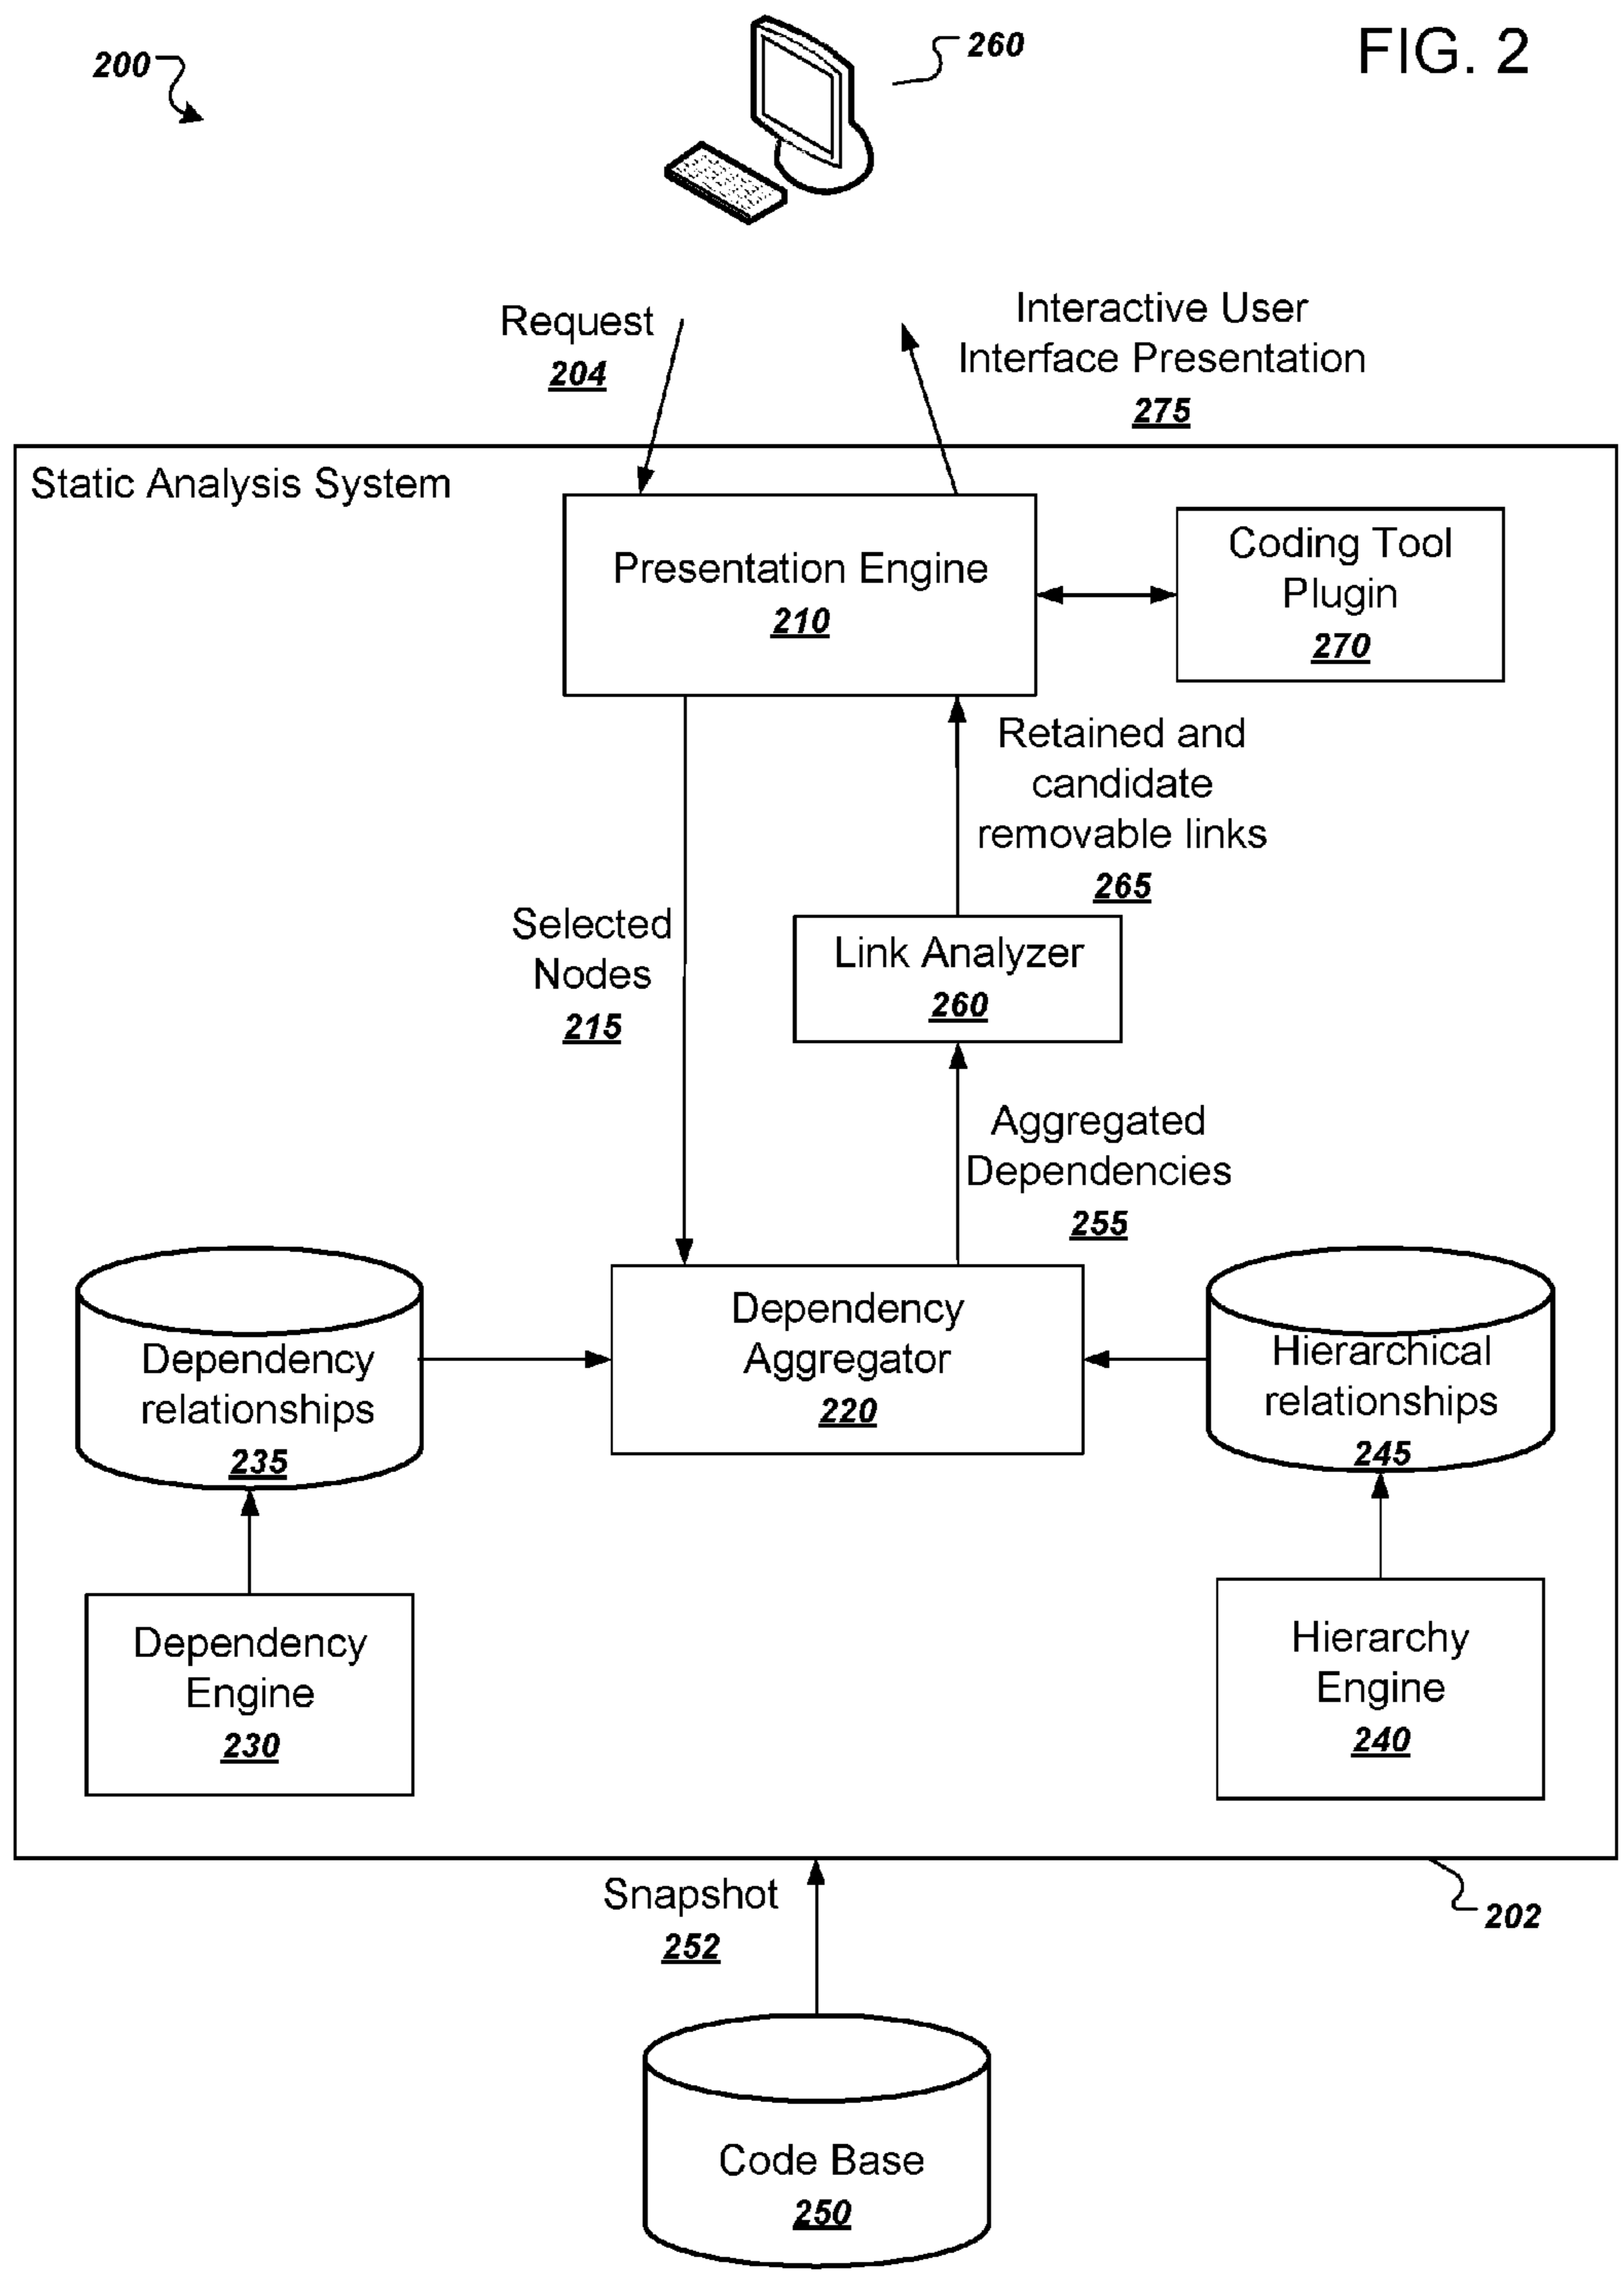 FIG. 2
200
260
Request
204
Interactive User
Interface Presentation
275
Static Analysis System
Presentation Engine
210
Coding Tool
Plugin
270
Retained and
candidate
removable links
265
Selected
Nodes
215
Link Analyzer
260
Aggregated
Dependencies
255
Dependency
relationships
235
Dependency
Aggregator
220
Hierarchical
relationships
245
Dependency
Engine
230
Hierarchy
Engine
240
Snapshot
252
202
Code Base
250